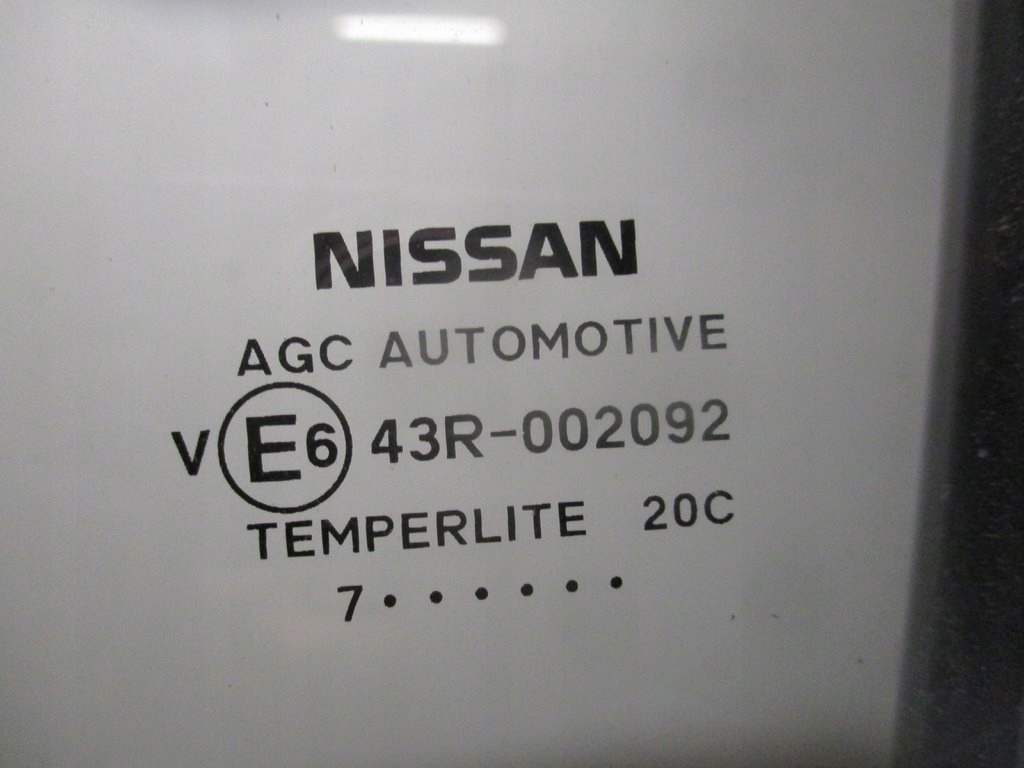 NISSAN
AGC AUTOMOTIVE
V E6 43R-002092
TEMPERLITE 20C
7••••••